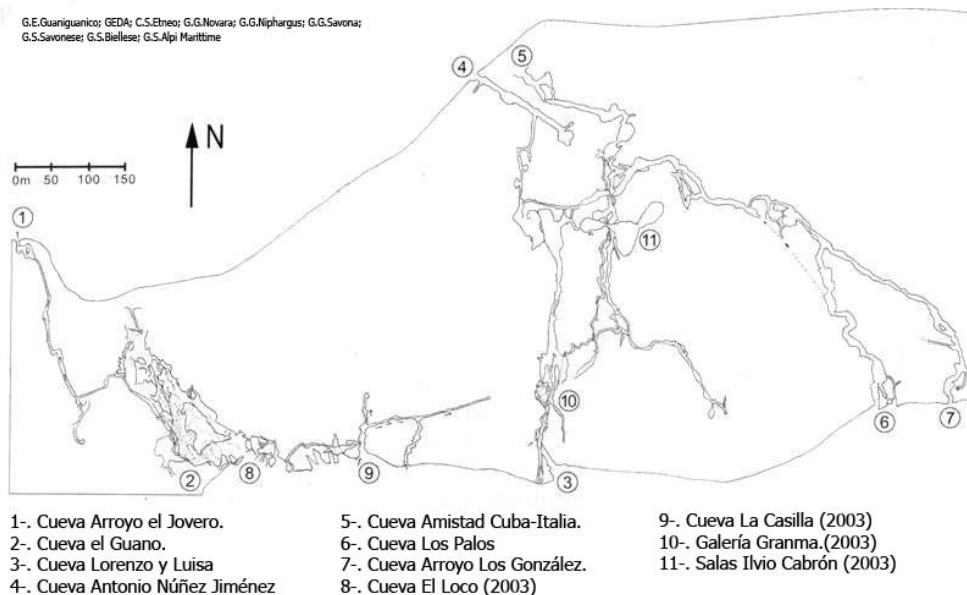 G.E.Guaniguanico; GEDA; C.S.Etneo; G.G.Novara; G.G.Niphargus; G.G.Savona;
G.S.Savonese; G.S.Biellese; G.S.Alpi Marittime
4
5
N
0m 50 100 150
1
11
10
6
7
2
8
9
3
1-. Cueva Arroyo el Jovero.
2-. Cueva el Guano.
3-. Cueva Lorenzo y Luisa
4-. Cueva Antonio Núñez Jiménez
5-. Cueva Amistad Cuba-Italia.
6-. Cueva Los Palos
7-. Cueva Arroyo Los González.
8-. Cueva El Loco (2003)
9-. Cueva La Casilla (2003)
10-. Galería Granma.(2003)
11-. Salas Ilvio Cabrón (2003)